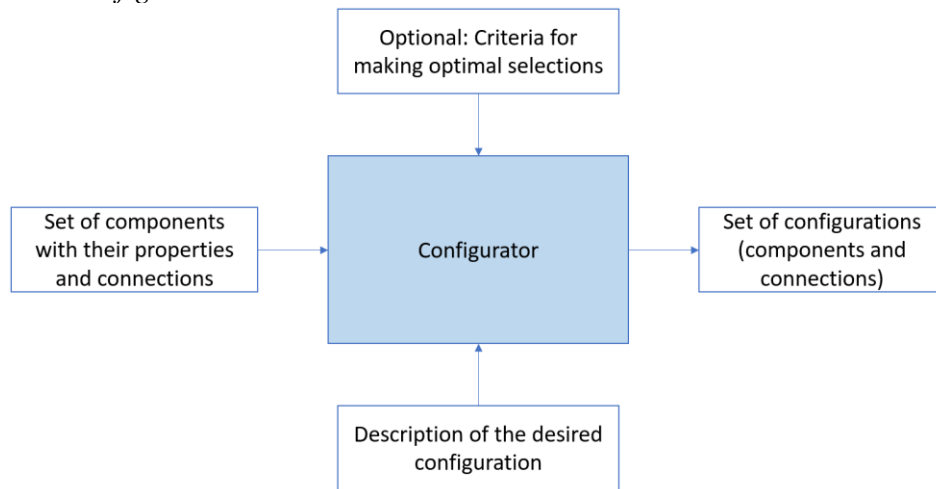 Optional: Criteria for
making optimal selections
Set of components
with their properties
and connections
Configurator
Set of configurations
(components and
connections)
Description of the desired
configuration